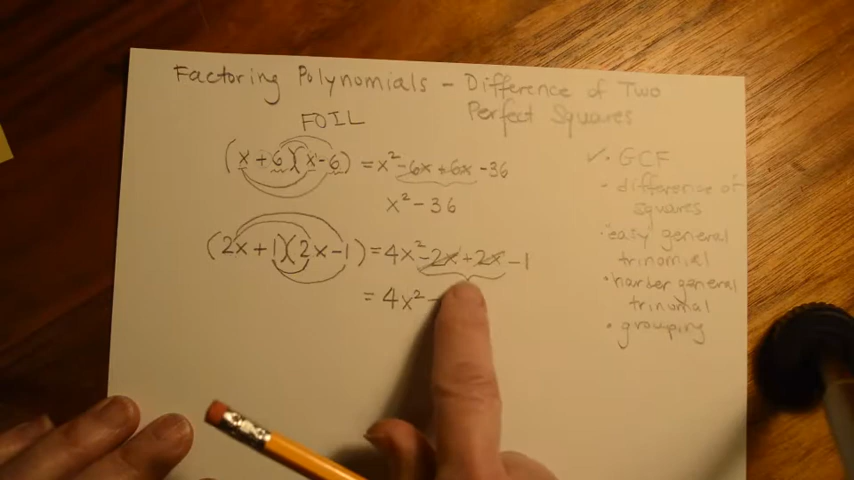 Factoring Polynomials - Difference of Two
Perfect Squares
FOIL
(x+6)(x-6) = x²-6x+6x-36
x²-36
(2x+1)(2x-1) = 4x²-2x+2x-1
= 4x²-
✓ • GCF
- difference of
squares
• easy general
trinomial
• harder general
trinomial
• grouping